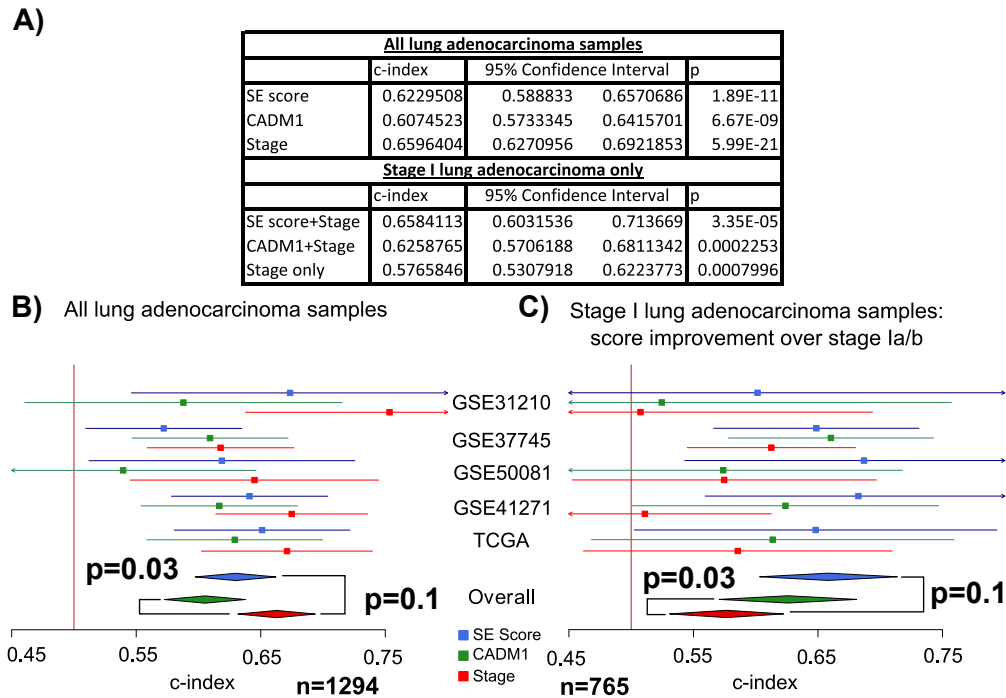 A)
All lung adenocarcinoma samples
c-index 95% Confidence Interval p
SE score 0.6229508 0.588833 0.6570686 1.89E-11
CADM1 0.6074523 0.5733345 0.6415701 6.67E-09
Stage 0.6596404 0.6270956 0.6921853 5.99E-21
Stage I lung adenocarcinoma only
c-index 95% Confidence Interval p
SE score+Stage 0.6584113 0.6031536 0.713669 3.35E-05
CADM1+Stage 0.6258765 0.5706188 0.6811342 0.0002253
Stage only 0.5765846 0.5307918 0.6223773 0.0007996
B) All lung adenocarcinoma samples
C) Stage I lung adenocarcinoma samples:
score improvement over stage Ia/b
GSE31210
GSE37745
GSE50081
GSE41271
TCGA
p=0.03
p=0.1
Overall
p=0.03
p=0.1
SE Score
CADM1
Stage
0.45 0.55 0.65 0.75
c-index n=1294
0.45 0.55 0.65 0.75
n=765 c-index